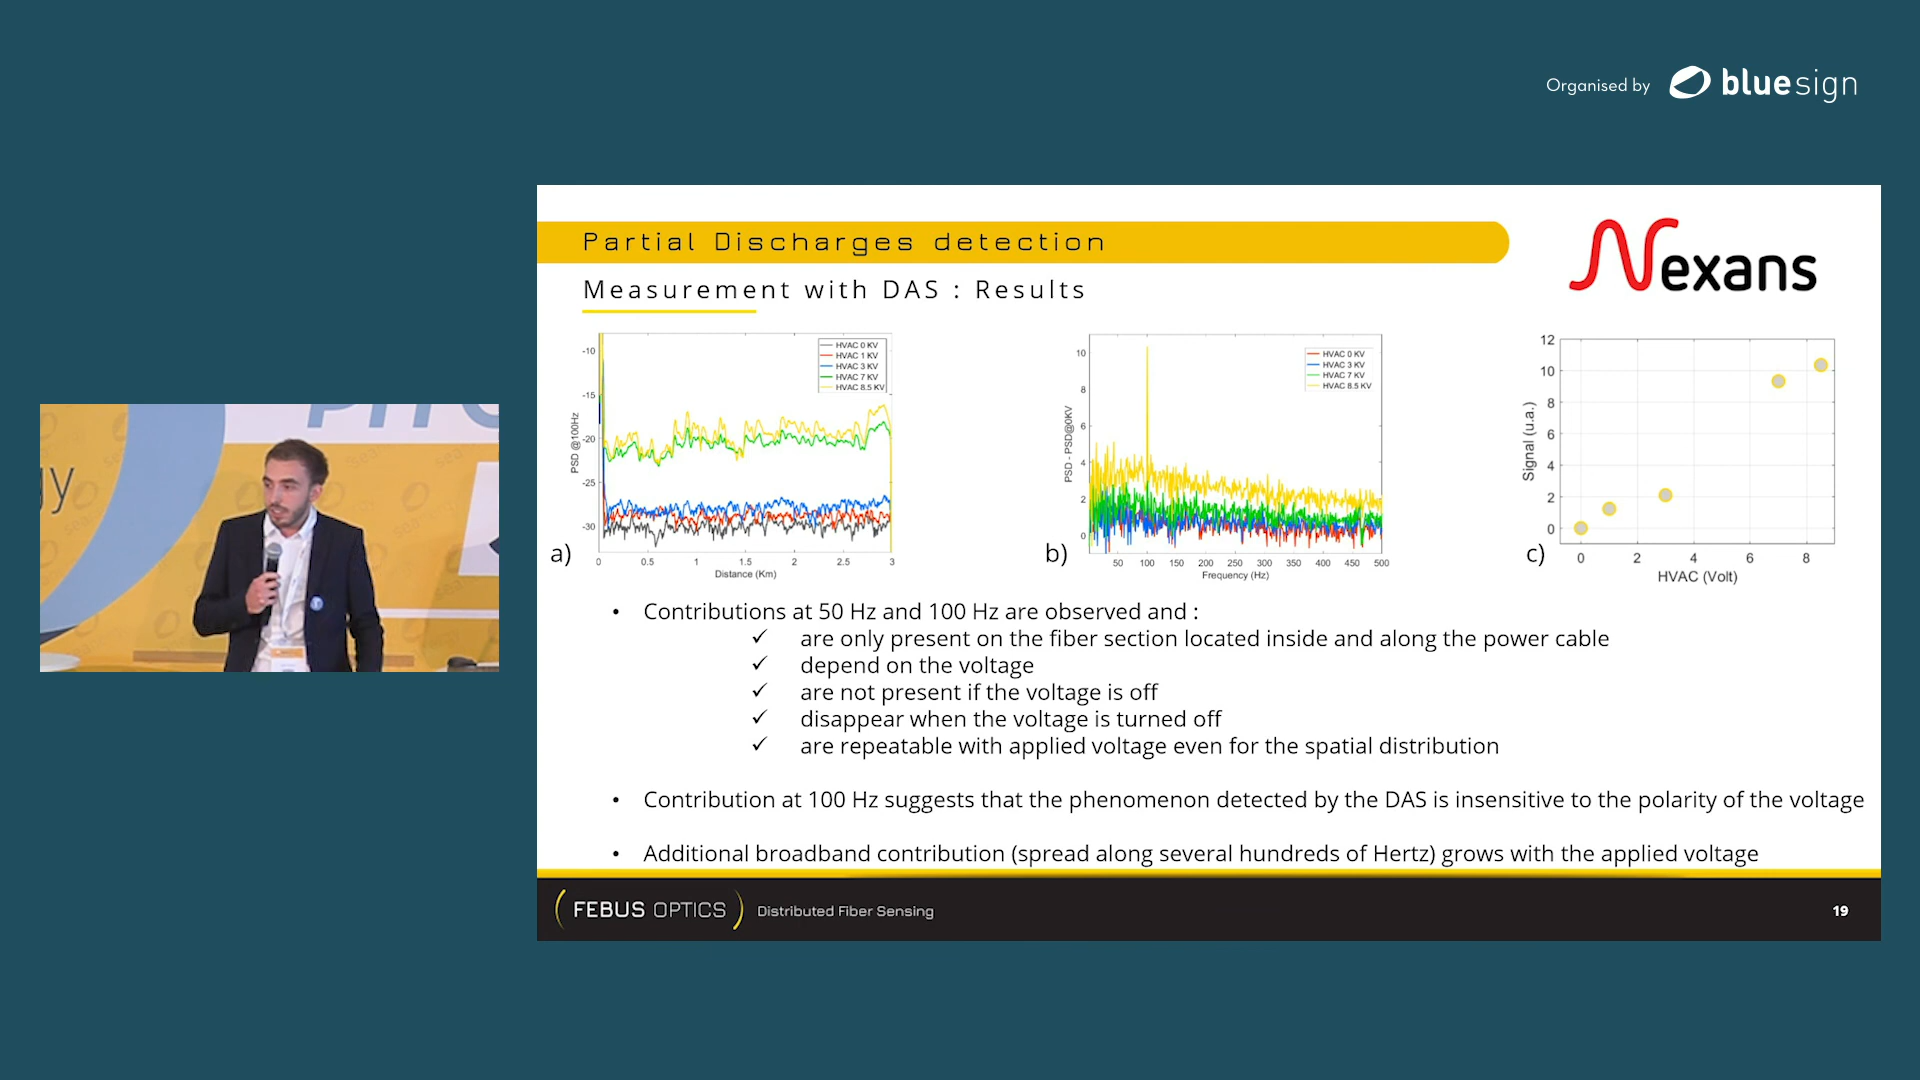 Organised by bluesign
Partial Discharges detection
Nexans
Measurement with DAS : Results
PSD @100Hz
-10
-15
-20
-25
-30
HVAC 0 KV
HVAC 1 KV
HVAC 3 KV
HVAC 7 KV
HVAC 8.5 KV
0 0.5 1 1.5 2 2.5 3
Distance (Km)
a)
PSD - PSD@0KV
10
8
6
4
2
0
HVAC 0 KV
HVAC 3 KV
HVAC 7 KV
HVAC 8.5 KV
50 100 150 200 250 300 350 400 450 500
Frequency (Hz)
b)
Signal (u.a.)
12
10
8
6
4
2
0
0 2 4 6 8
HVAC (Volt)
c)
• Contributions at 50 Hz and 100 Hz are observed and :
✓ are only present on the fiber section located inside and along the power cable
✓ depend on the voltage
✓ are not present if the voltage is off
✓ disappear when the voltage is turned off
✓ are repeatable with applied voltage even for the spatial distribution
• Contribution at 100 Hz suggests that the phenomenon detected by the DAS is insensitive to the polarity of the voltage
• Additional broadband contribution (spread along several hundreds of Hertz) grows with the applied voltage
FEBUS OPTICS Distributed Fiber Sensing
19